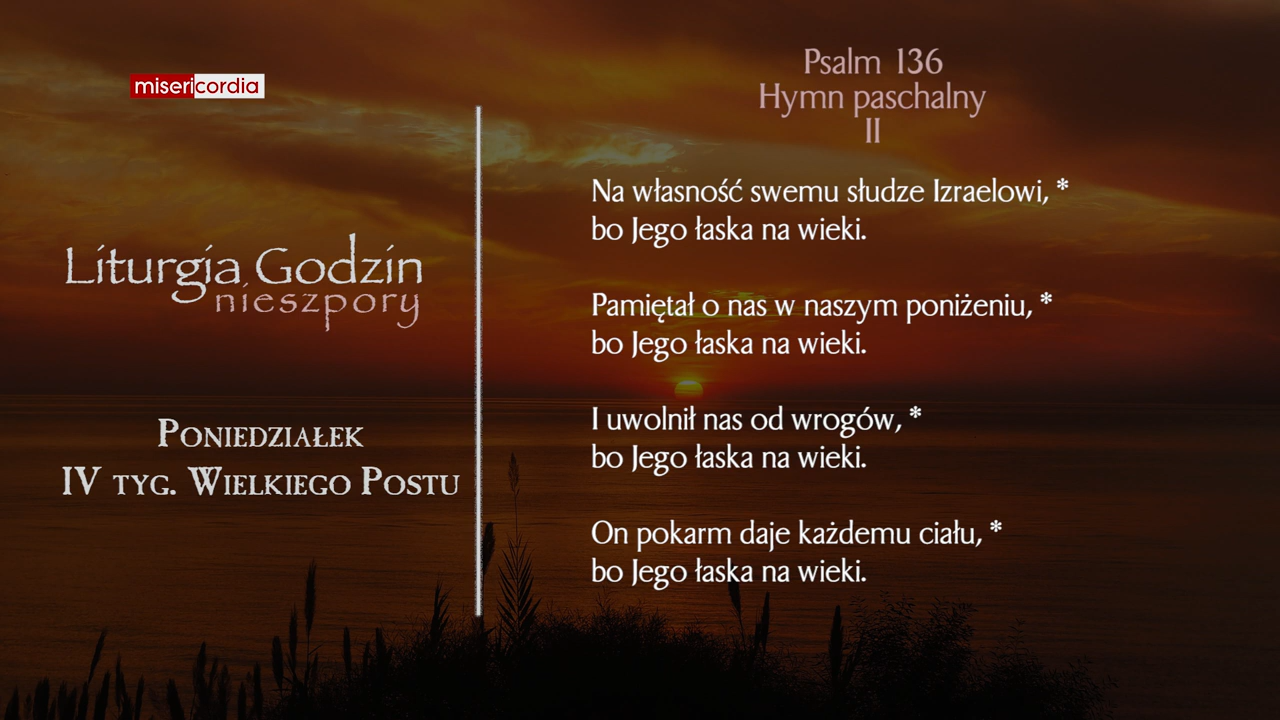 misericordia
Liturgia Godzin
nieszpory
Poniedziałek
IV tyg. Wielkiego Postu
Psalm 136
Hymn paschalny
II
Na własność swemu słudze Izraelowi, *
bo Jego łaska na wieki.
Pamiętał o nas w naszym poniżeniu, *
bo Jego łaska na wieki.
I uwolnił nas od wrogów, *
bo Jego łaska na wieki.
On pokarm daje każdemu ciału, *
bo Jego łaska na wieki.